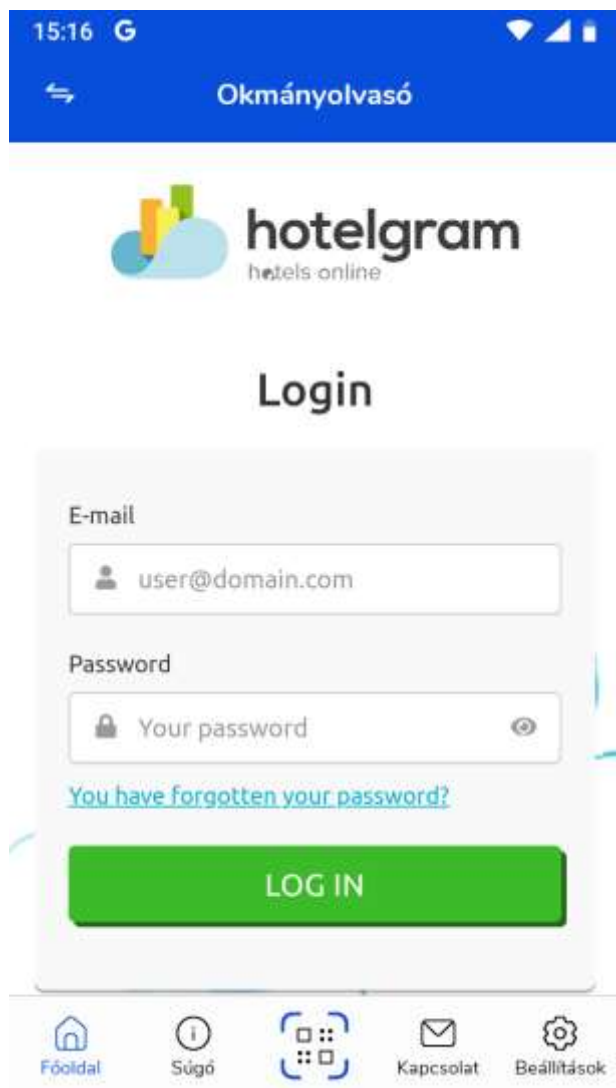 15:16 G
Okmányolvasó
hotelgram
hotels online
Login
E-mail
user@domain.com
Password
Your password
You have forgotten your password?
LOG IN
Főoldal Súgó Kapcsolat Beállítások